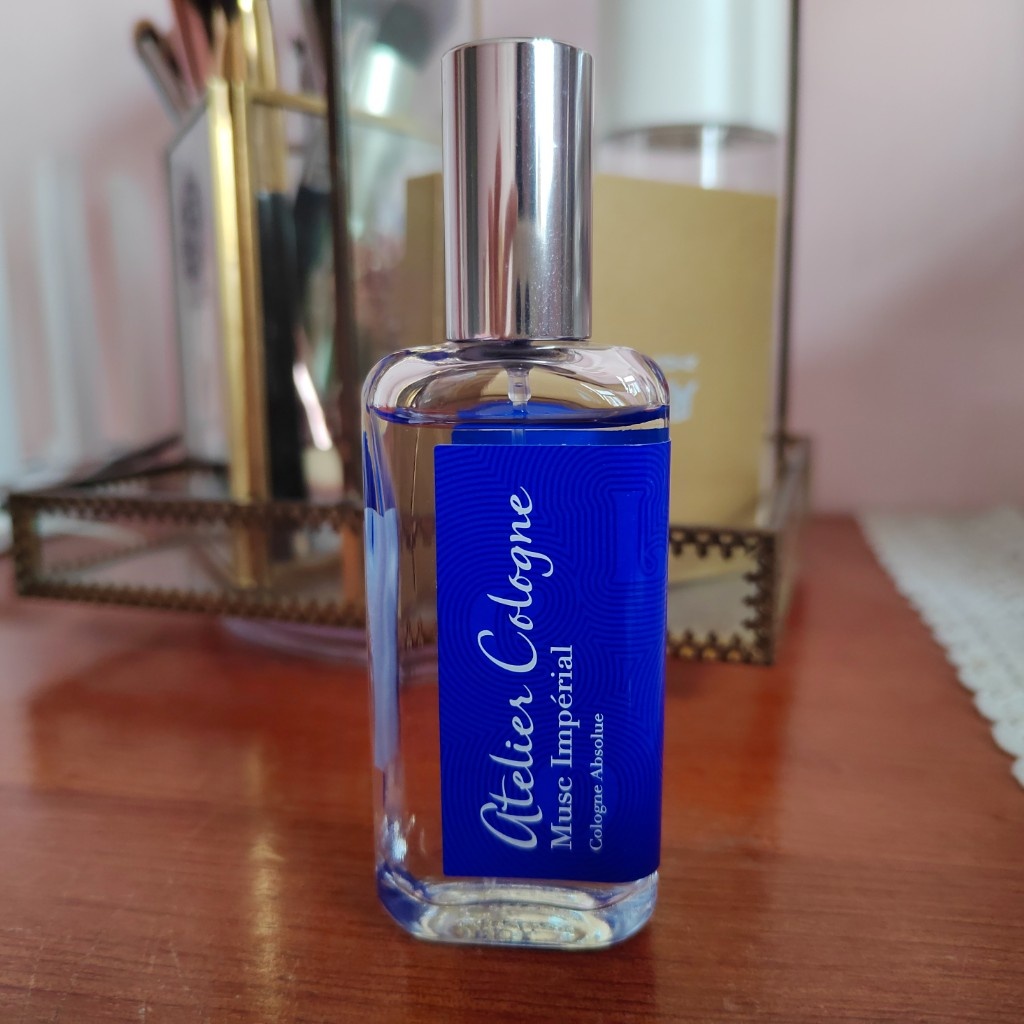 Atelier Cologne
Musc Impérial
Cologne Absolue